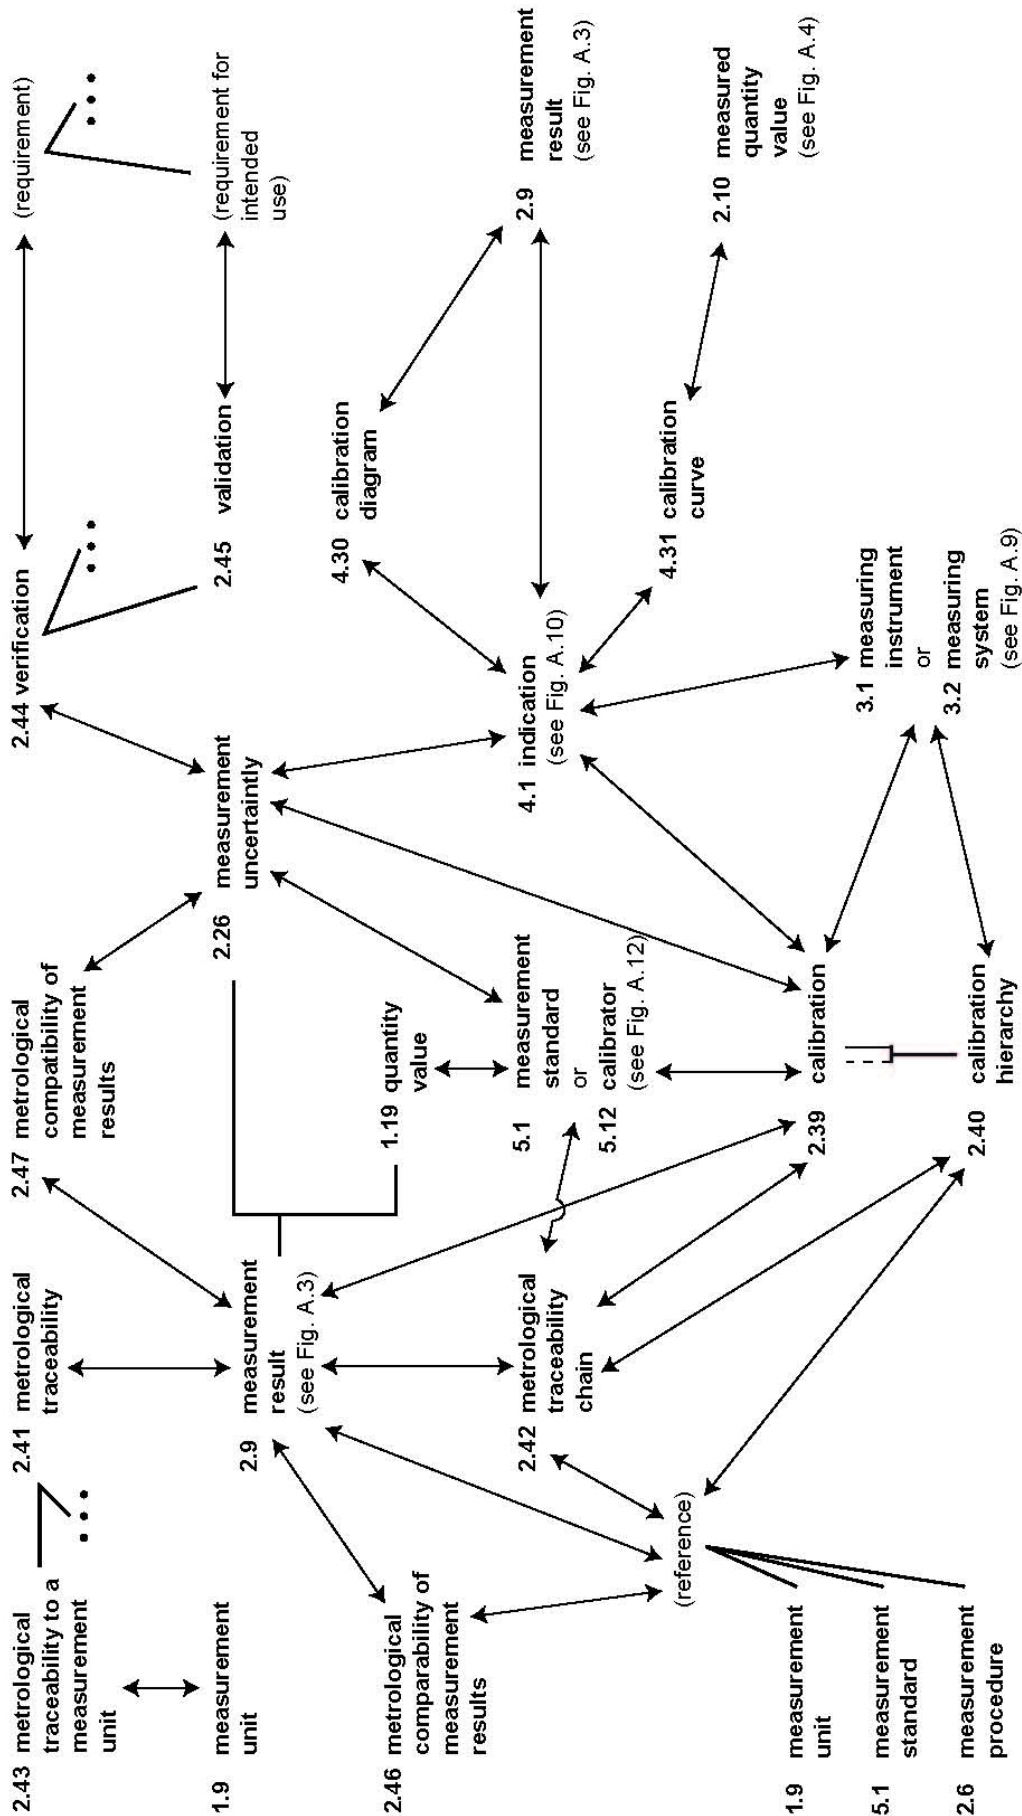 2.43 metrological
traceability to a
measurement
unit
2.41 metrological
traceability
2.47 metrological
compatibility of
measurement
results
2.44 verification
(requirement)
1.9 measurement
unit
2.9 measurement
result
(see Fig. A.3)
2.26 measurement
uncertaintly
2.45 validation
(requirement for
intended
use)
2.46 metrological
comparability of
measurement
results
1.19 quantity
value
4.30 calibration
diagram
2.42 metrological
traceability
chain
5.1 measurement
standard
or
5.12 calibrator
(see Fig. A.12)
4.1 indication
(see Fig. A.10)
2.9 measurement
result
(see Fig. A.3)
(reference)
4.31 calibration
curve
2.10 measured
quantity
value
(see Fig. A.4)
1.9 measurement
unit
5.1 measurement
standard
2.6 measurement
procedure
2.39 calibration
2.40 calibration
hierarchy
3.1 measuring
instrument
or
3.2 measuring
system
(see Fig. A.9)